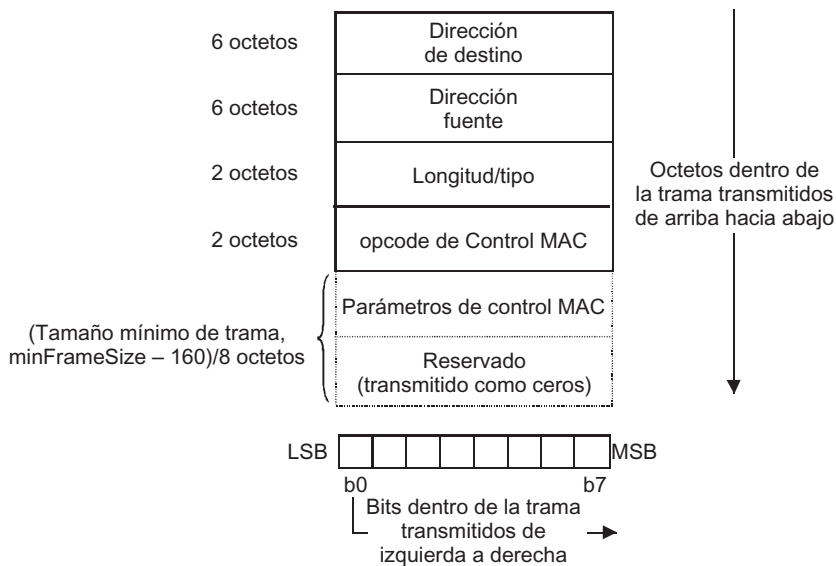 6 octetos
Dirección
de destino
6 octetos
Dirección
fuente
2 octetos
Longitud/tipo
2 octetos
opcode de Control MAC
Octetos dentro de
la trama transmitidos
de arriba hacia abajo
(Tamaño mínimo de trama,
minFrameSize – 160)/8 octetos
Parámetros de control MAC
Reservado
(transmitido como ceros)
LSB
MSB
b0
b7
Bits dentro de la trama
transmitidos de
izquierda a derecha